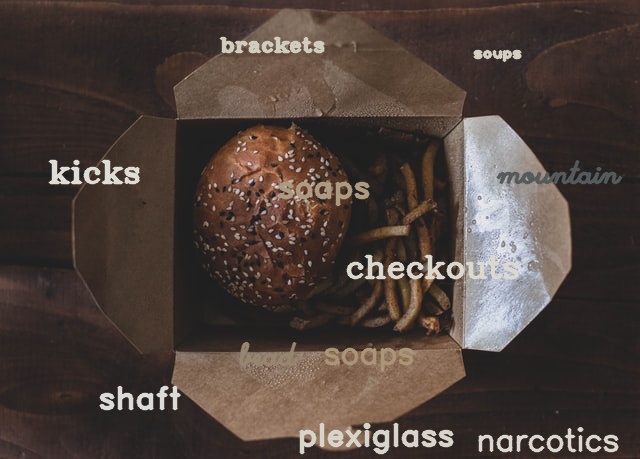 brackets
soups
kicks
mountain
soaps
checkouts
lead soaps
shaft
plexiglass
narcotics